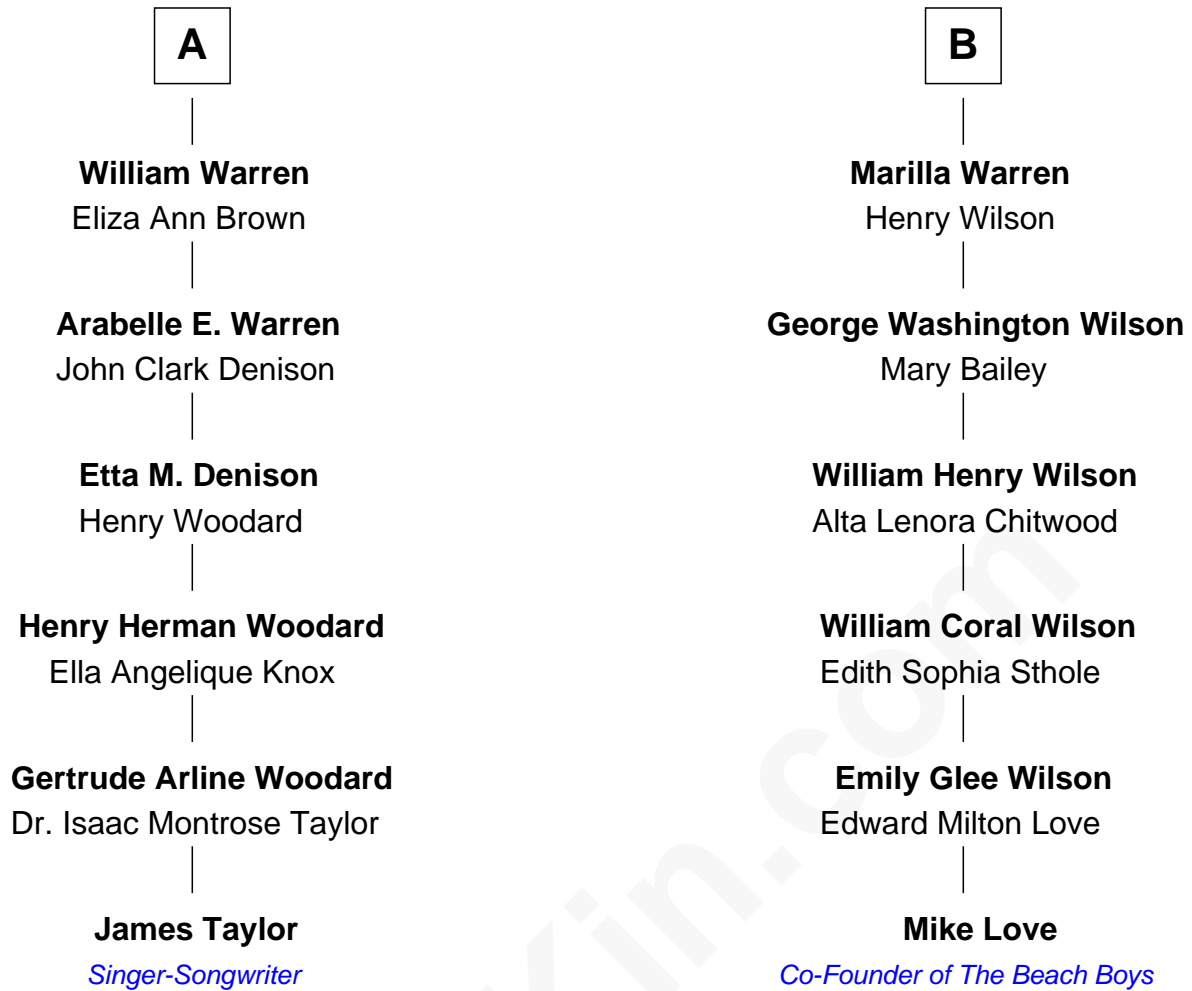 A
William Warren
Eliza Ann Brown
Arabelle E. Warren
John Clark Denison
Etta M. Denison
Henry Woodard
Henry Herman Woodard
Ella Angelique Knox
Gertrude Arline Woodard
Dr. Isaac Montrose Taylor
James Taylor
Singer-Songwriter
B
Marilla Warren
Henry Wilson
George Washington Wilson
Mary Bailey
William Henry Wilson
Alta Lenora Chitwood
William Coral Wilson
Edith Sophia Sthole
Emily Glee Wilson
Edward Milton Love
Mike Love
Co-Founder of The Beach Boys